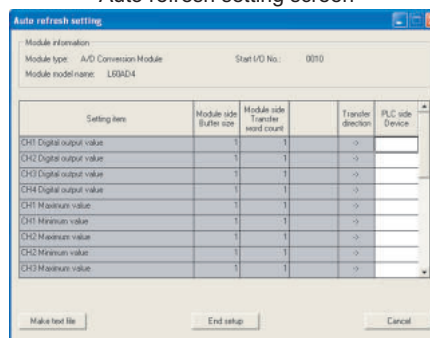 Auto refresh setting screen
Auto refresh setting
Module information
Module type: A/D Conversion Module Start I/O No.: 0010
Module model name: L60AD4
Setting item Module side Buffer size Module side Transfer word count Transfer direction PLC side Device
CH1 Digital output value 1 1 ->
CH2 Digital output value 1 1 ->
CH3 Digital output value 1 1 ->
CH4 Digital output value 1 1 ->
CH1 Maximum value 1 1 ->
CH1 Minimum value 1 1 ->
CH2 Maximum value 1 1 ->
CH2 Minimum value 1 1 ->
CH3 Maximum value 1 1 ->
Make text file End setup Cancel